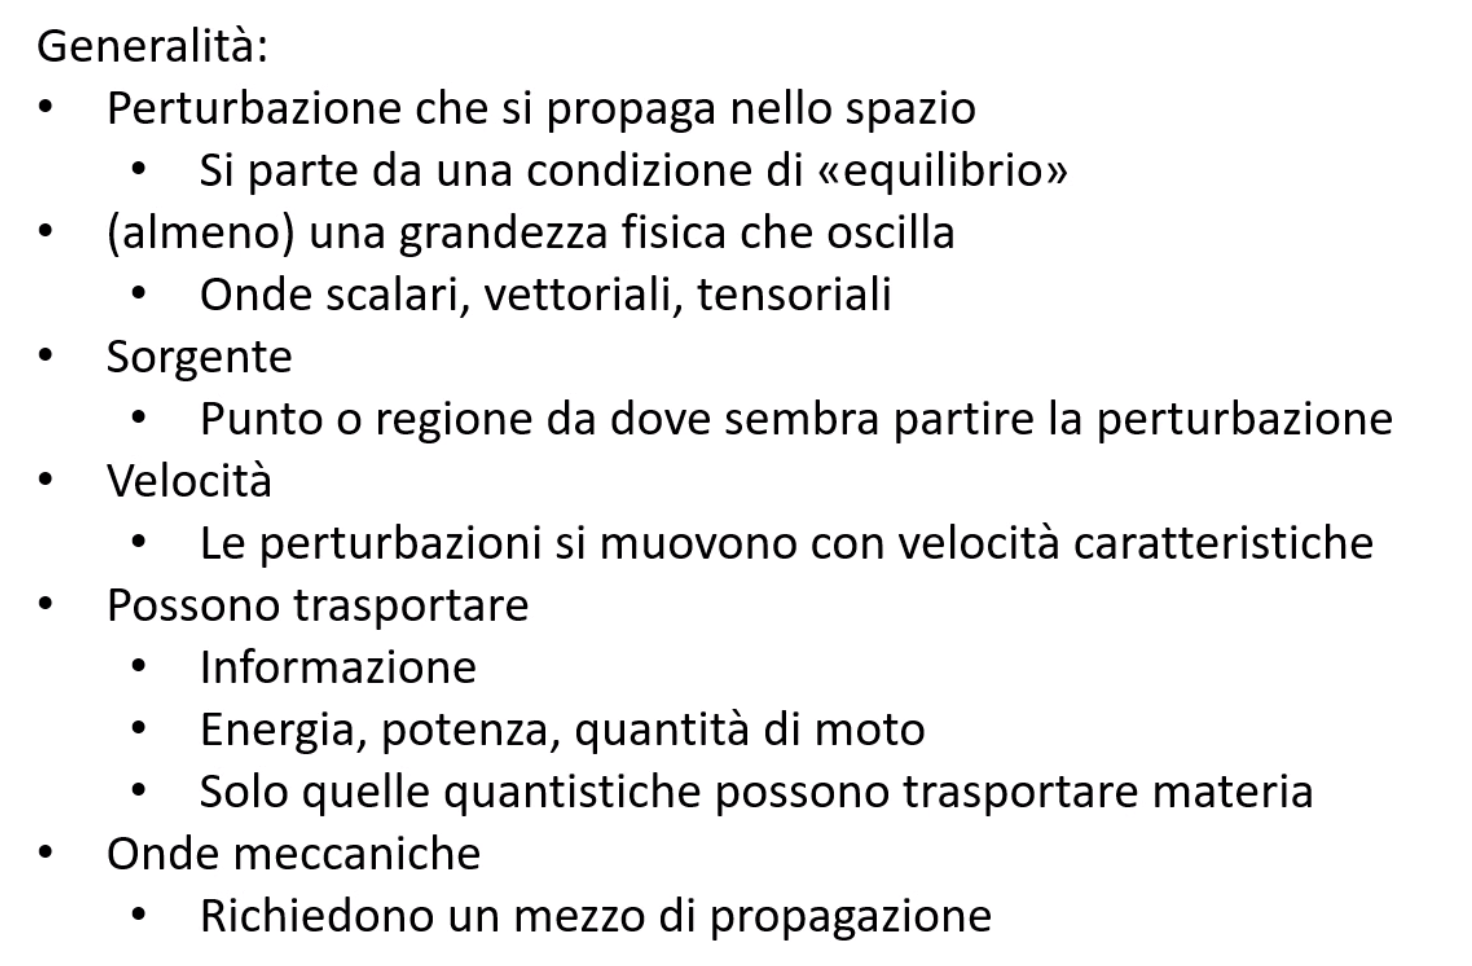 Generalità:
• Perturbazione che si propaga nello spazio
• Si parte da una condizione di «equilibrio»
• (almeno) una grandezza fisica che oscilla
• Onde scalari, vettoriali, tensoriali
• Sorgente
• Punto o regione da dove sembra partire la perturbazione
• Velocità
• Le perturbazioni si muovono con velocità caratteristiche
• Possono trasportare
• Informazione
• Energia, potenza, quantità di moto
• Solo quelle quantistiche possono trasportare materia
• Onde meccaniche
• Richiedono un mezzo di propagazione